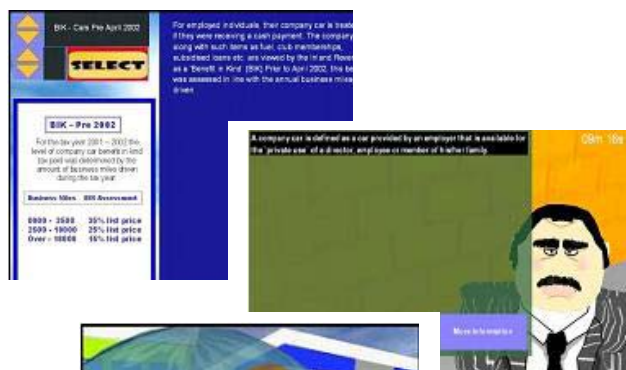 BIK - Cars Pre April 2002
SELECT
For employed individuals, their company car is treate
if they were receiving a cash payment. The company
along with such items as fuel, club memberships,
subsidised loans etc. are viewed by the Inland Reven
as a 'Benefit in Kind' (BIK) Prior to April 2002, this be
was assessed in line with the annual business miles
driven
BIK - Pre 2002
For the tax year 2001 - 2002 the
level of company car benefit in kind
tax paid was determined by the
amount of business miles driven
during the tax year
Business Miles BIK Assessment
0000 - 2500 35% list price
2500 - 18000 25% list price
Over - 18000 15% list price
A company car is defined as a car provided by an employer that is available for
the 'private use' of a director, employee or member of his/her family.
09m 16s
More Information